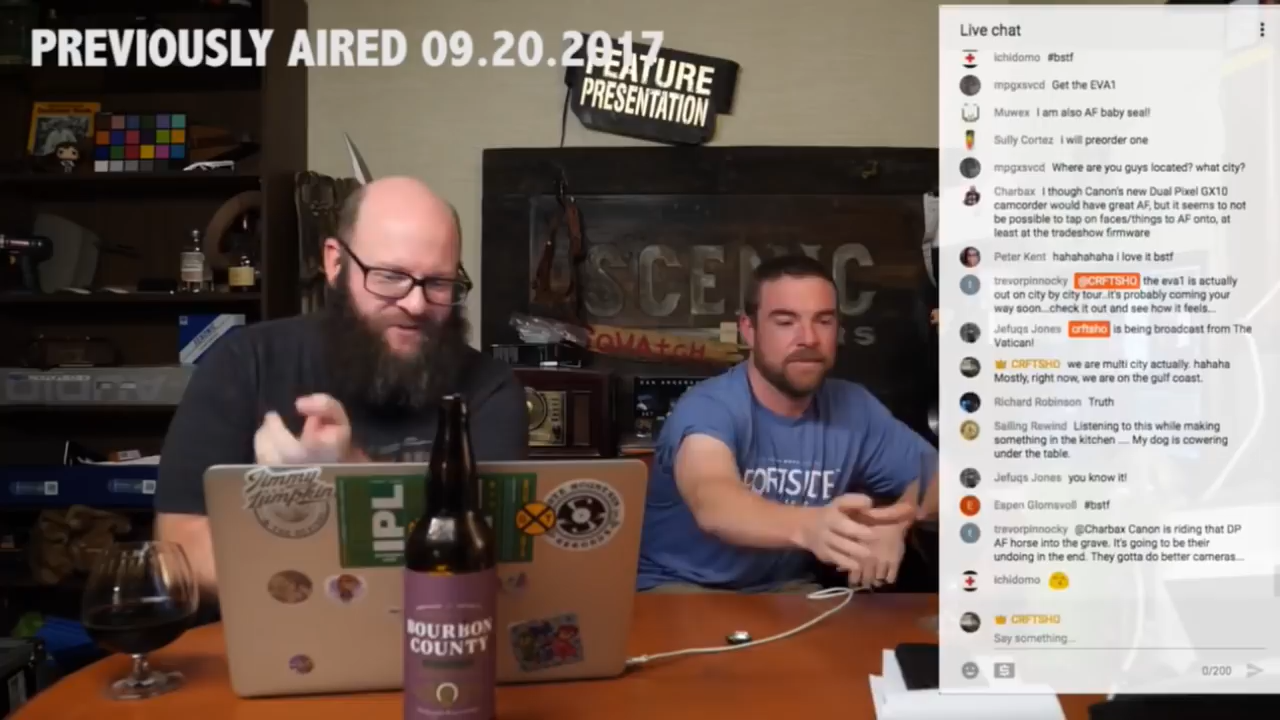 PREVIOUSLY AIRED 09.20.2017
FEATURE
PRESENTATION
SCENIC
SQUATCH
Jimmy
Lumpkin
IIPL
BOURBON
COUNTY
PORTSIDE
Live chat
ichidomo #bstf
mpgxsvcd Get the EVA1
Muwex I am also AF baby seal!
Sully Cortez I will preorder one
mpgxsvcd Where are you guys located? what city?
Charbax I though Canon's new Dual Pixel GX10
camcorder would have great AF, but it seems to not
be possible to tap on faces/things to AF onto, at
least at the tradeshow firmware
Peter Kent hahahahaha i love it bstf
trevorpinnocky @CRFTSHO the eva1 is actually
out on city by city tour..it's probably coming your
way soon...check it out and see how it feels...
Jefuqs Jones crftsho is being broadcast from The
Vatican!
CRFTSHO we are multi city actually. hahaha
Mostly, right now, we are on the gulf coast.
Richard Robinson Truth
Sailing Rewind Listening to this while making
something in the kitchen .... My dog is cowering
under the table.
Jefuqs Jones you know it!
Espen Glomsvoll #bstf
trevorpinnocky @Charbax Canon is riding that DP
AF horse into the grave. It's going to be their
undoing in the end. They gotta do better cameras...
ichidomo
CRFTSHO
Say something...
0/200